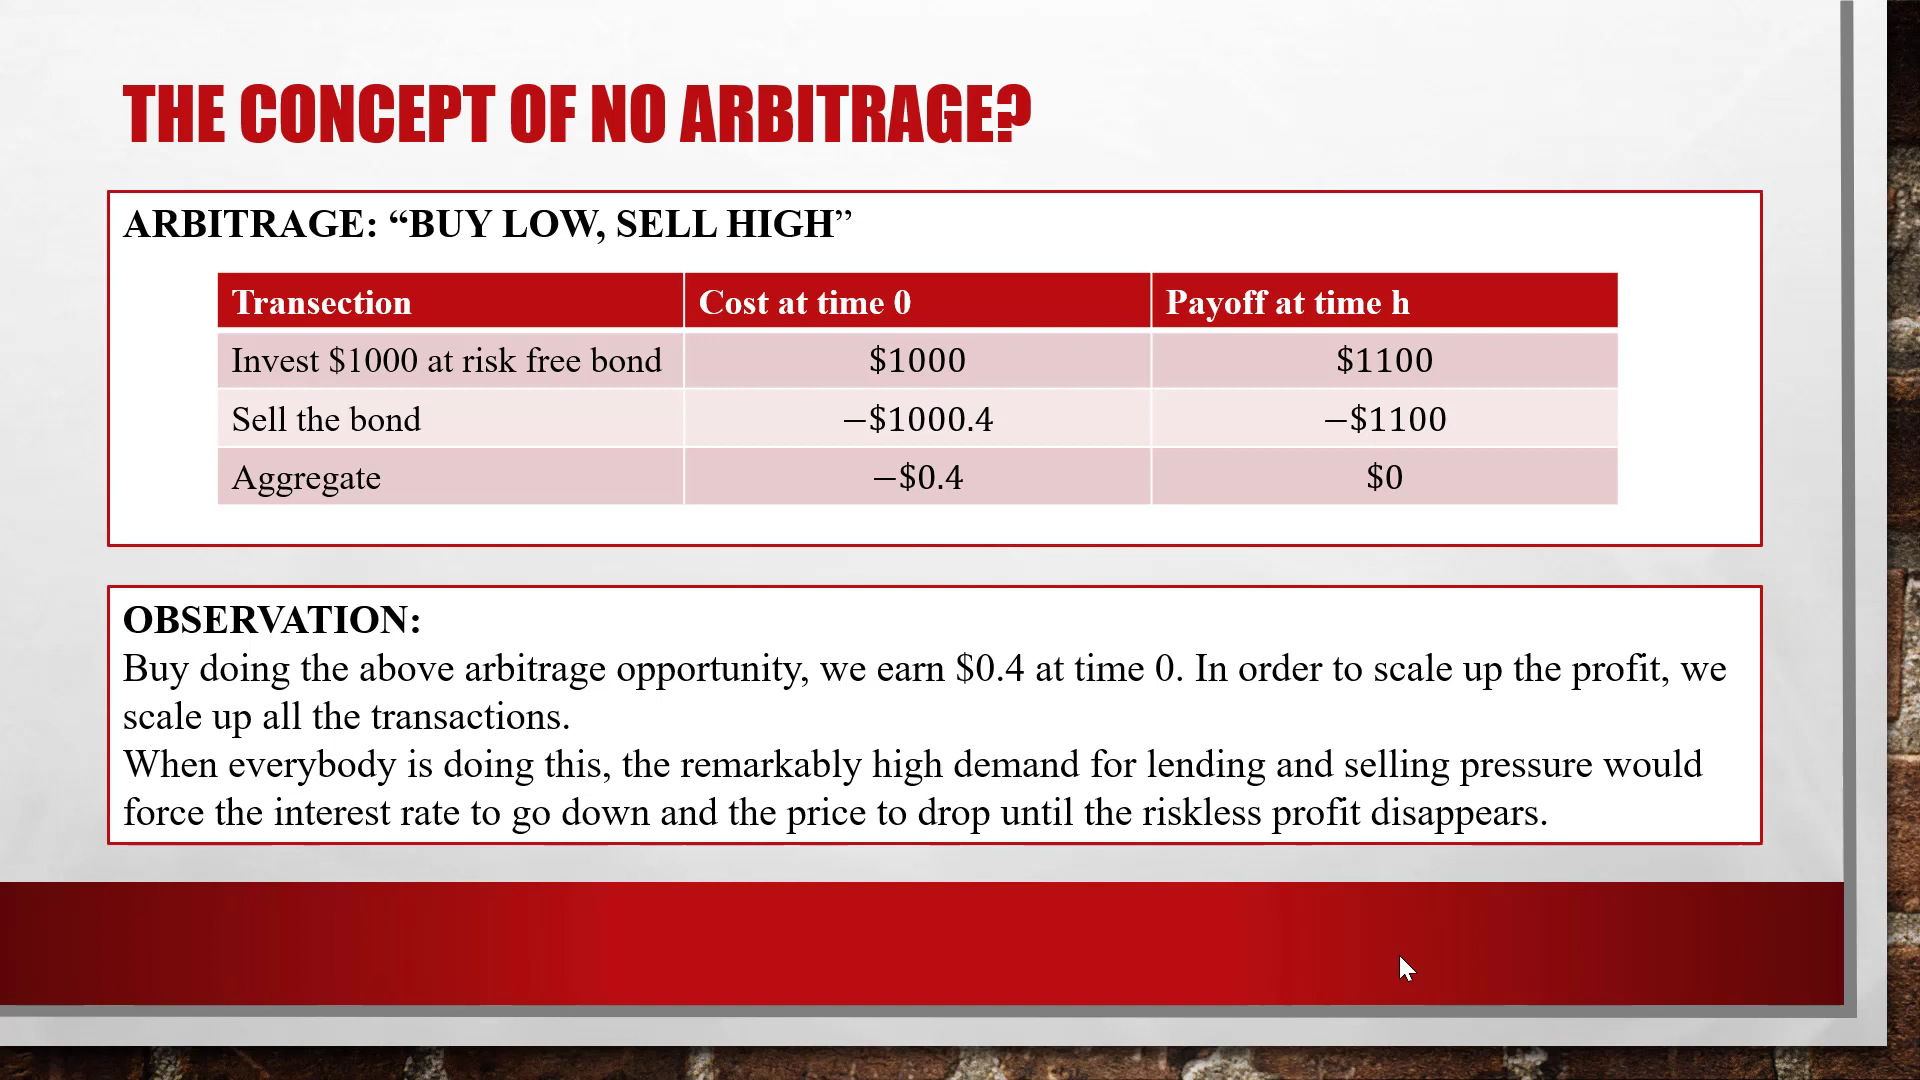 THE CONCEPT OF NO ARBITRAGE?
ARBITRAGE: “BUY LOW, SELL HIGH”
Transection Cost at time 0 Payoff at time h
Invest $1000 at risk free bond $1000 $1100
Sell the bond −$1000.4 −$1100
Aggregate −$0.4 $0
OBSERVATION:
Buy doing the above arbitrage opportunity, we earn $0.4 at time 0. In order to scale up the profit, we
scale up all the transactions.
When everybody is doing this, the remarkably high demand for lending and selling pressure would
force the interest rate to go down and the price to drop until the riskless profit disappears.